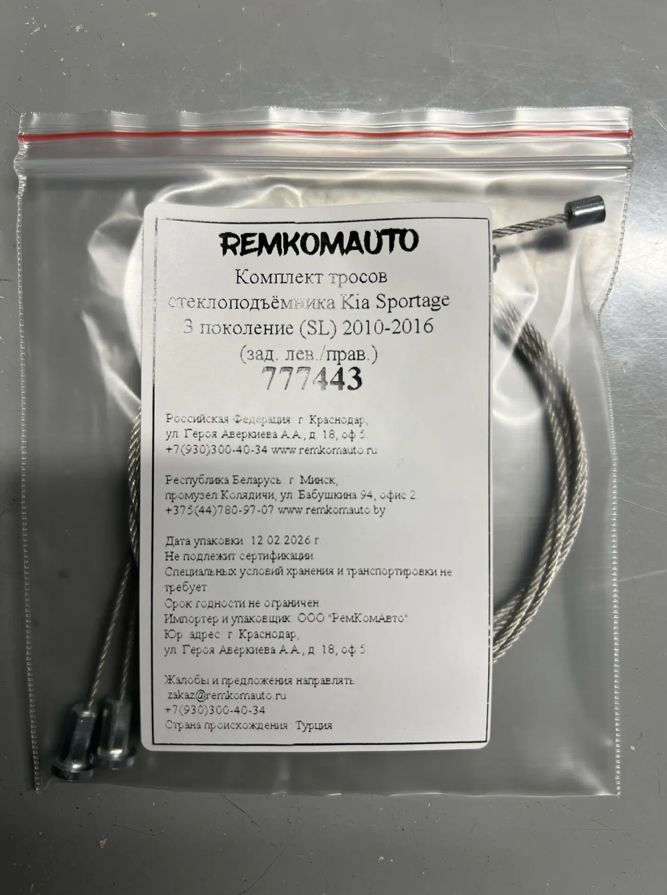 REMKOMAUTO
Комплект тросов
стеклоподъёмника Kia Sportage
3 поколение (SL) 2010-2016
(зад. лев./прав.)
777443
Российская Федерация г. Краснодар,
ул. Героя Аверкиева А.А., д. 18, оф 5.
+7(930)300-40-34 www.remkomauto.ru
Республика Беларусь г. Минск,
промузел Колядичи, ул. Бабушкина 94, офис 2
+375(44)780-97-07 www.remkomauto.by
Дата упаковки 12.02.2026 г
Не подлежит сертификации
Специальных условий хранения и транспортировки не
требует
Срок годности не ограничен
Импортер и упаковщик ООО "РемКомАвто"
Юр. адрес г. Краснодар,
ул. Героя Аверкиева А.А., д. 18, оф 5
Жалобы и предложения направлять
zakaz@remkomauto.ru
+7(930)300-40-34
Страна происхождения Турция